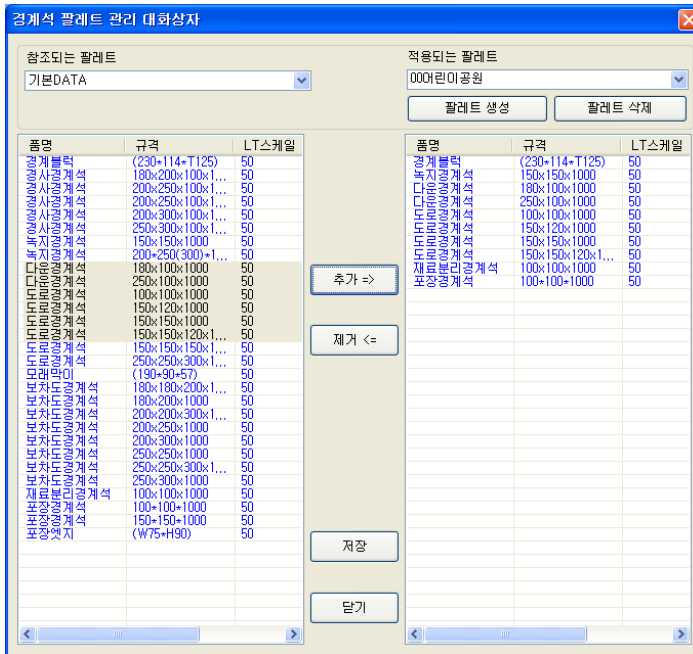 경계석 팔레트 관리 대화상자
참조되는 팔레트
기본DATA
적용되는 팔레트
00어린이공원
팔레트 생성 팔레트 삭제
품명 규격 LT스케일
경계블럭 (230*114*T125) 50
경사경계석 180x200x100x1... 50
경사경계석 200x250x100x1... 50
경사경계석 200x250x100x1... 50
경사경계석 200x300x100x1... 50
경사경계석 250x300x100x1... 50
녹지경계석 150x150x1000 50
녹지경계석 200*250(300)*1... 50
다운경계석 180x100x1000 50
다운경계석 250x100x1000 50
도로경계석 100x100x1000 50
도로경계석 150x120x1000 50
도로경계석 150x150x1000 50
도로경계석 150x150x120x1... 50
도로경계석 150x150x150x1... 50
도로경계석 250x250x300x1... 50
모래막이 (190*90*57) 50
보차도경계석 180x180x200x1... 50
보차도경계석 180x200x1000 50
보차도경계석 200x200x300x1... 50
보차도경계석 200x250x1000 50
보차도경계석 200x300x1000 50
보차도경계석 250x250x1000 50
보차도경계석 250x250x300x1... 50
보차도경계석 250x300x1000 50
재료분리경계석 100x100x1000 50
포장경계석 100*100*1000 50
포장경계석 150*150*1000 50
포장엣지 (W75*H90) 50
추가 =>
제거 <=
저장
닫기
품명 규격 LT스케일
경계블럭 (230*114*T125) 50
녹지경계석 150x150x1000 50
다운경계석 180x100x1000 50
다운경계석 250x100x1000 50
도로경계석 100x100x1000 50
도로경계석 150x120x1000 50
도로경계석 150x150x1000 50
도로경계석 150x150x120x1... 50
재료분리경계석 100x100x1000 50
포장경계석 100*100*1000 50